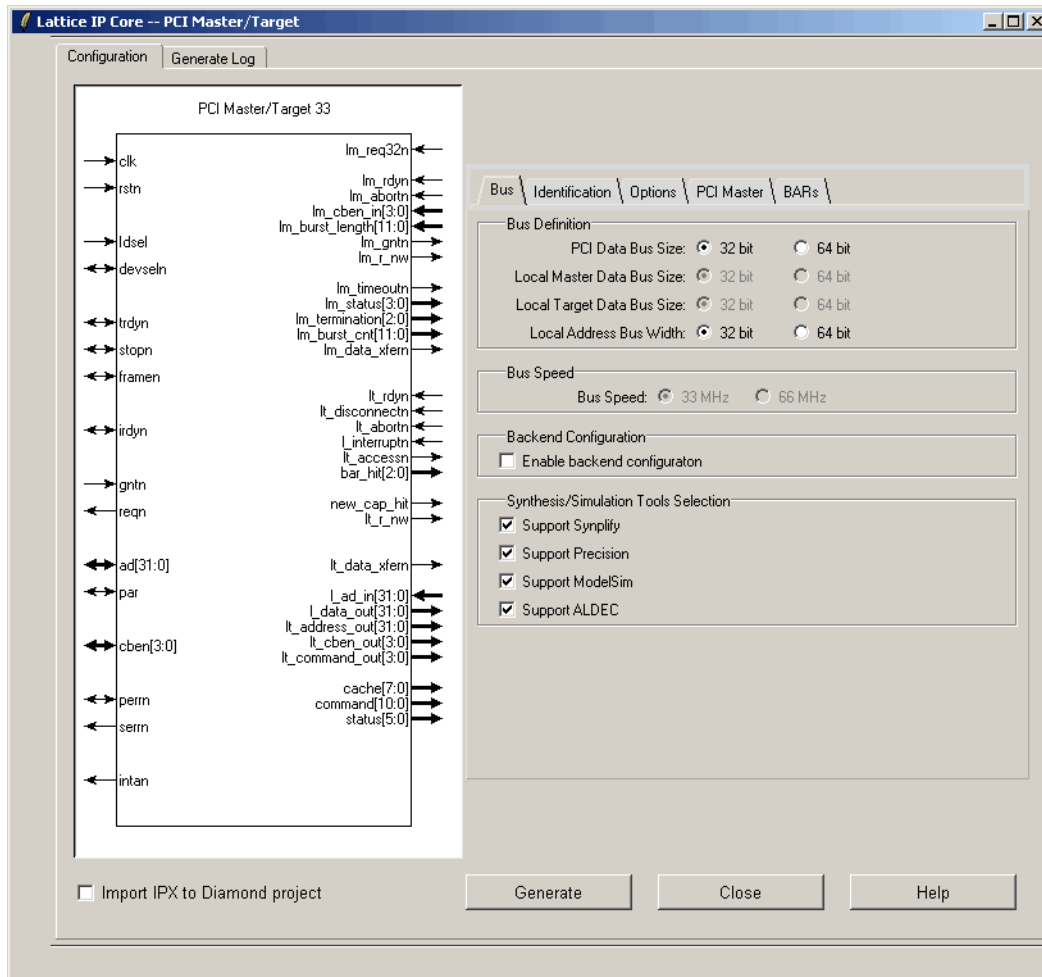 Lattice IP Core -- PCI Master/Target
Configuration
Generate Log
PCI Master/Target 33
clk
rstn
ldsel
devseln
trdyn
stopn
framen
irdyn
gntn
reqn
ad[31:0]
par
cben[3:0]
perrn
serrn
intan
lm_req32n
lm_rdyn
lm_abortn
lm_cben_in[3:0]
lm_burst_length[11:0]
lm_gntn
lm_r_nw
lm_timeoutn
lm_status[3:0]
lm_termination[2:0]
lm_burst_cnt[11:0]
lm_data_xfern
lt_rdyn
lt_disconnectn
lt_abortn
l_interruptn
lt_accessn
bar_hit[2:0]
new_cap_hit
lt_r_nw
lt_data_xfern
l_ad_in[31:0]
l_data_out[31:0]
lt_address_out[31:0]
lt_cben_out[3:0]
lt_command_out[3:0]
cache[7:0]
command[10:0]
status[5:0]
Bus Identification Options PCI Master BARs
Bus Definition
PCI Data Bus Size: 32 bit 64 bit
Local Master Data Bus Size: 32 bit 64 bit
Local Target Data Bus Size: 32 bit 64 bit
Local Address Bus Width: 32 bit 64 bit
Bus Speed
Bus Speed: 33 MHz 66 MHz
Backend Configuration
Enable backend configuraton
Synthesis/Simulation Tools Selection
Support Synplify
Support Precision
Support ModelSim
Support ALDEC
Import IPX to Diamond project
Generate
Close
Help